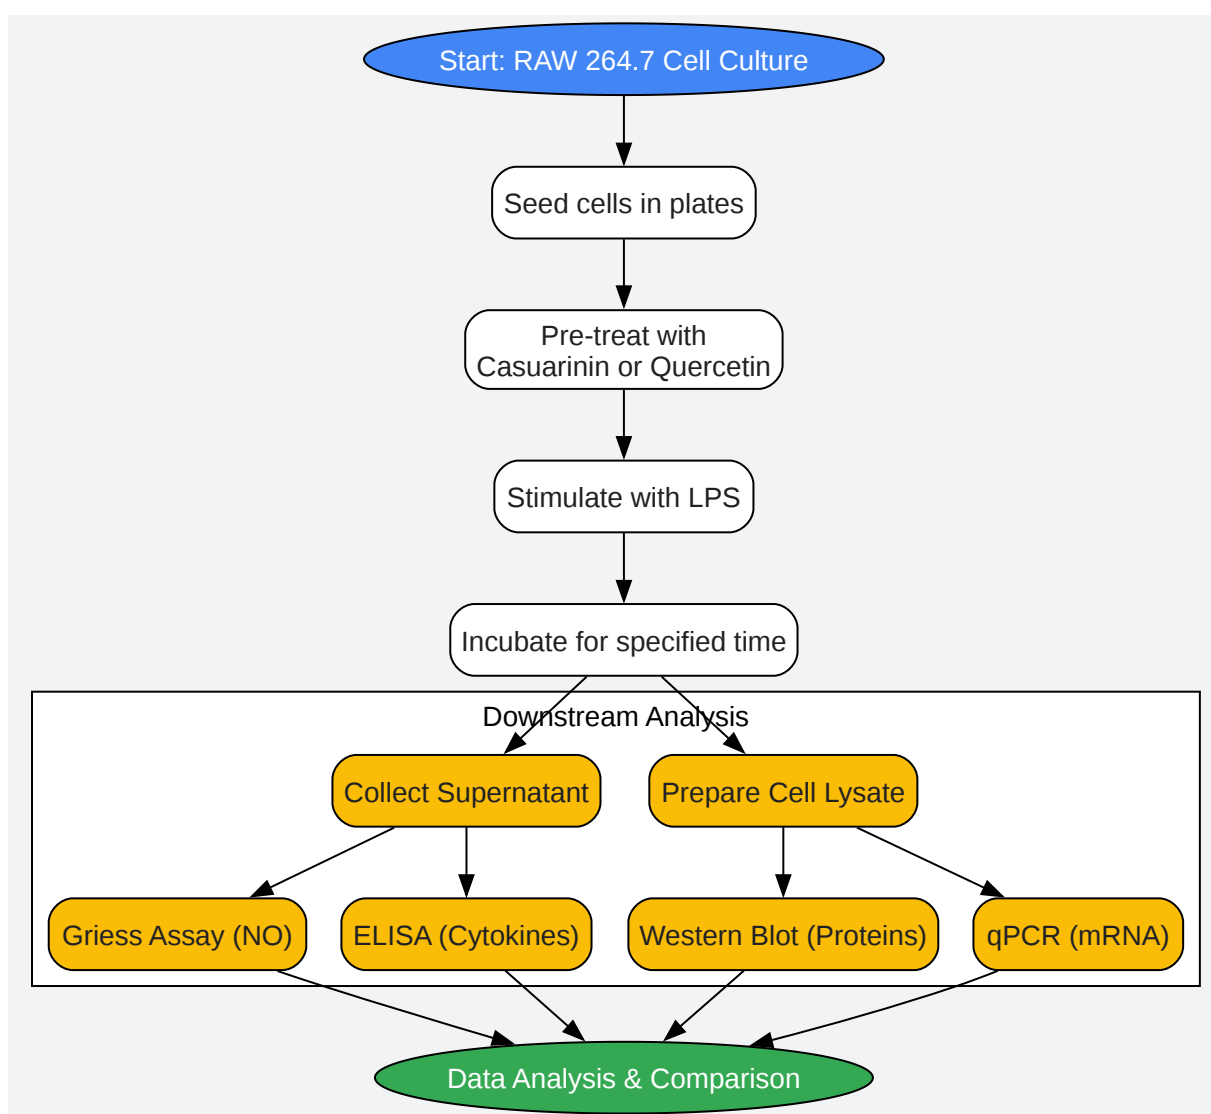 Start: RAW 264.7 Cell Culture
Seed cells in plates
Pre-treat with
Casuarinin or Quercetin
Stimulate with LPS
Incubate for specified time
Downstream Analysis
Collect Supernatant
Prepare Cell Lysate
Griess Assay (NO)
ELISA (Cytokines)
Western Blot (Proteins)
qPCR (mRNA)
Data Analysis & Comparison